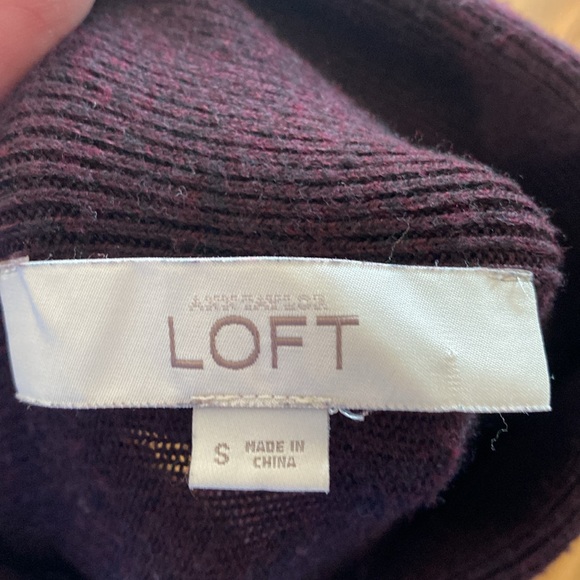 ANN TAYLOR
LOFT
S MADE IN
CHINA